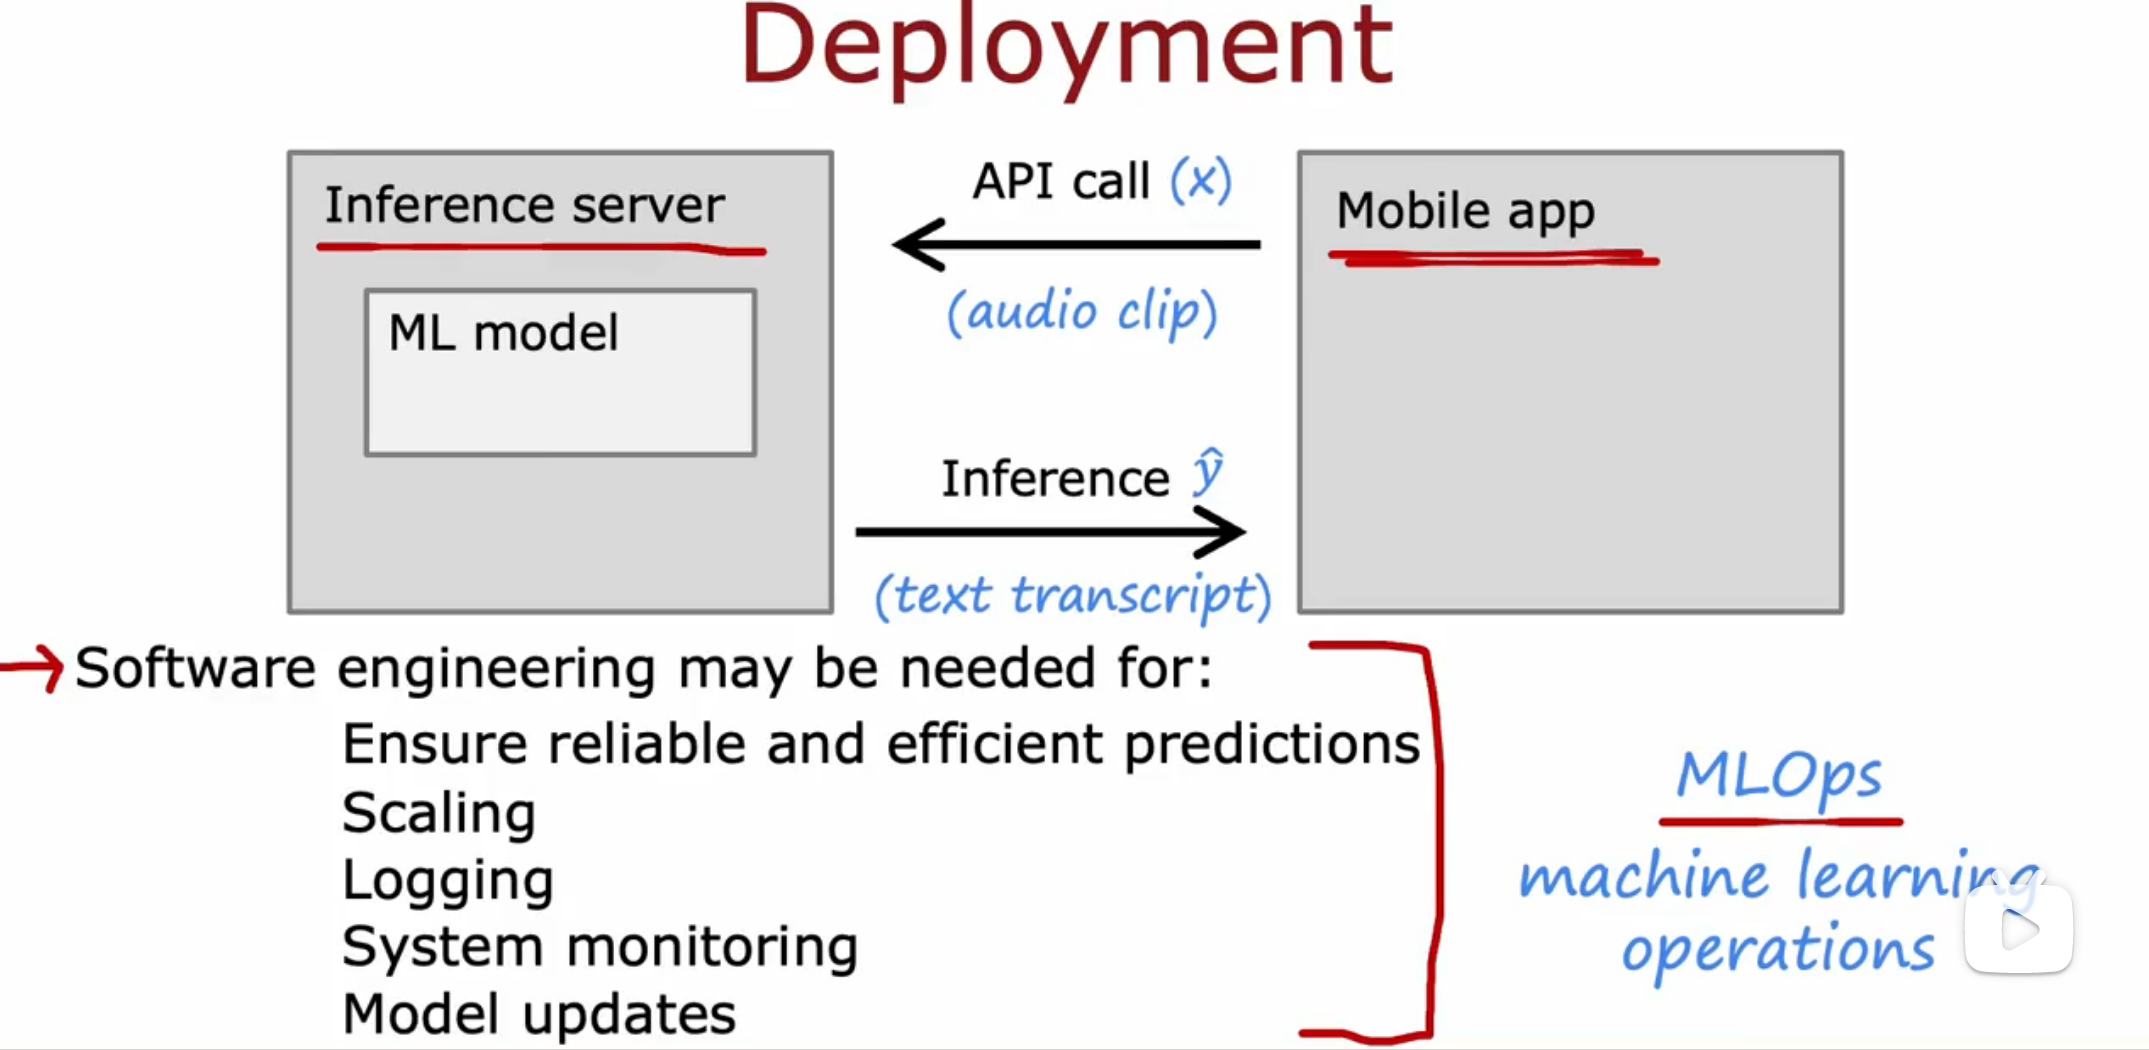 Deployment
Inference server
ML model
API call (x)
(audio clip)
Inference ŷ
(text transcript)
Mobile app
Software engineering may be needed for:
Ensure reliable and efficient predictions
Scaling
Logging
System monitoring
Model updates
MLOps
machine learning
operations